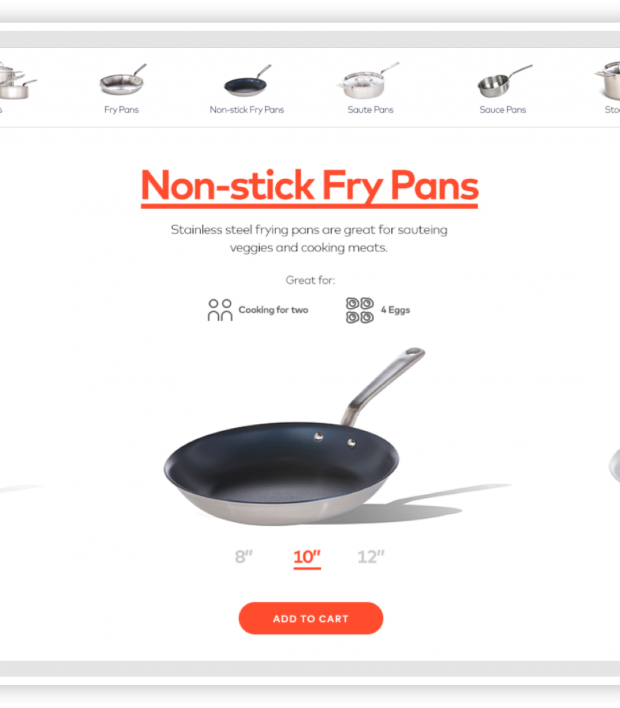 s
Fry Pans
Non-stick Fry Pans
Saute Pans
Sauce Pans
Sto
Non-stick Fry Pans
Stainless steel frying pans are great for sauteing
veggies and cooking meats.
Great for:
Cooking for two
4 Eggs
8"
10"
12"
ADD TO CART